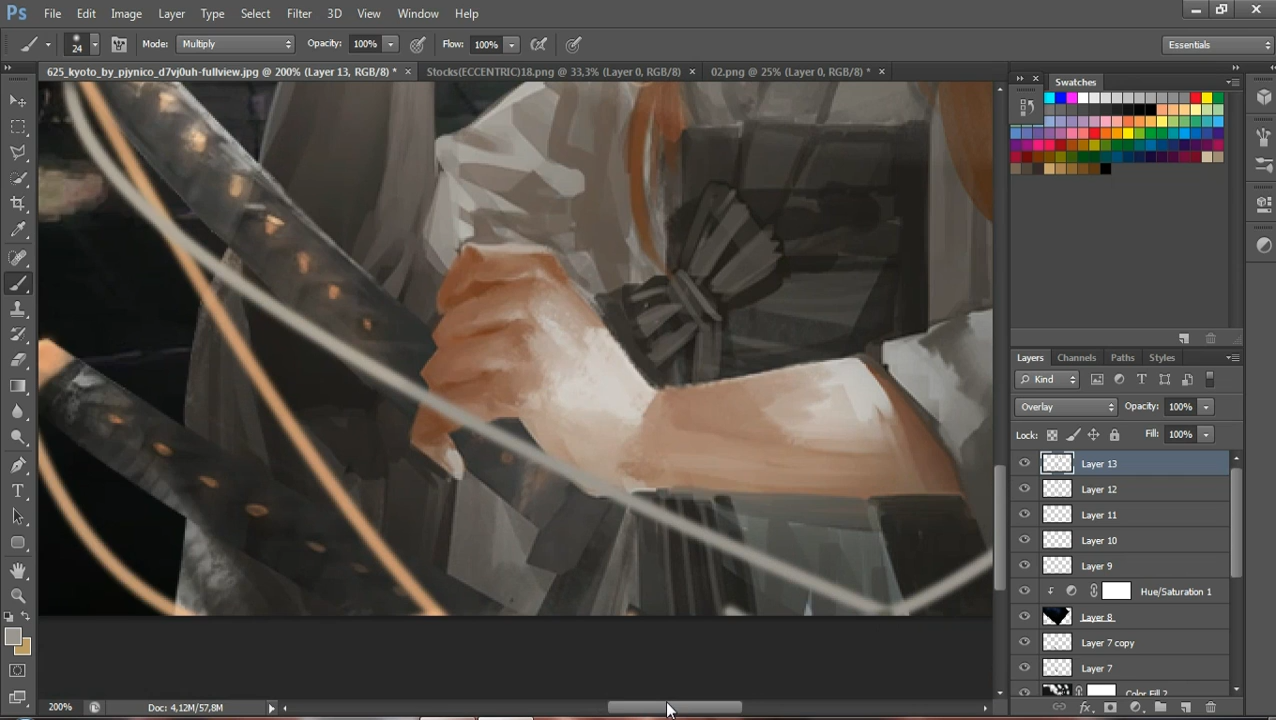 Ps File Edit Image Layer Type Select Filter 3D View Window Help
24 Mode: Multiply Opacity: 100% Flow: 100% Essentials
625_kyoto_by_pjynico_d7vj0uh-fullview.jpg @ 200% (Layer 13, RGB/8) * × Stocks(ECCENTRIC)18.png @ 33,3% (Layer 0, RGB/8) × 02.png @ 25% (Layer 0, RGB/8) * ×
Swatches
Layers Channels Paths Styles
Kind
Overlay Opacity: 100%
Lock: Fill: 100%
Layer 13
Layer 12
Layer 11
Layer 10
Layer 9
Hue/Saturation 1
Layer 8
Layer 7 copy
Layer 7
Color Fill 2
200% Doc: 4,12M/57,8M
fx